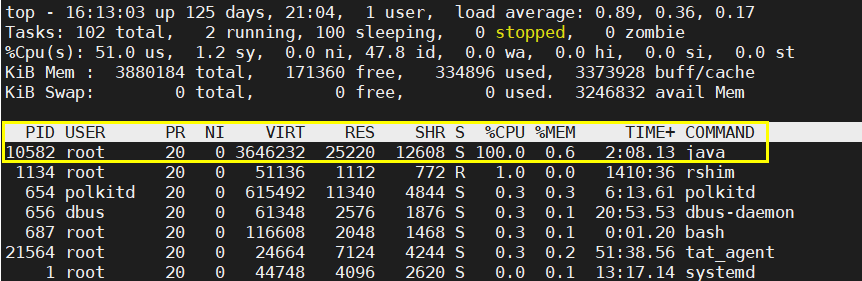 top - 16:13:03 up 125 days, 21:04,  1 user,  load average: 0.89, 0.36, 0.17
Tasks: 102 total,   2 running, 100 sleeping,   0 stopped,   0 zombie
%Cpu(s): 51.0 us,  1.2 sy,  0.0 ni, 47.8 id,  0.0 wa,  0.0 hi,  0.0 si,  0.0 st
KiB Mem :  3880184 total,   171360 free,   334896 used,  3373928 buff/cache
KiB Swap:        0 total,        0 free,        0 used.  3246832 avail Mem
  PID USER      PR  NI    VIRT    RES    SHR S  %CPU %MEM     TIME+ COMMAND
10582 root      20   0 3646232  25220  12608 S 100.0  0.6   2:08.13 java
 1134 root      20   0   51136   1112    772 R   1.0  0.0   1410:36 rshim
  654 polkitd   20   0  615492  11340   4844 S   0.3  0.3   6:13.61 polkitd
  656 dbus      20   0   61348   2576   1876 S   0.3  0.1  20:53.53 dbus-daemon
  687 root      20   0  116608   2048   1468 S   0.3  0.1   0:01.20 bash
21564 root      20   0   24664   7124   4244 S   0.3  0.2  51:38.56 tat_agent
    1 root      20   0   44748   4096   2620 S   0.0  0.1  13:17.14 systemd